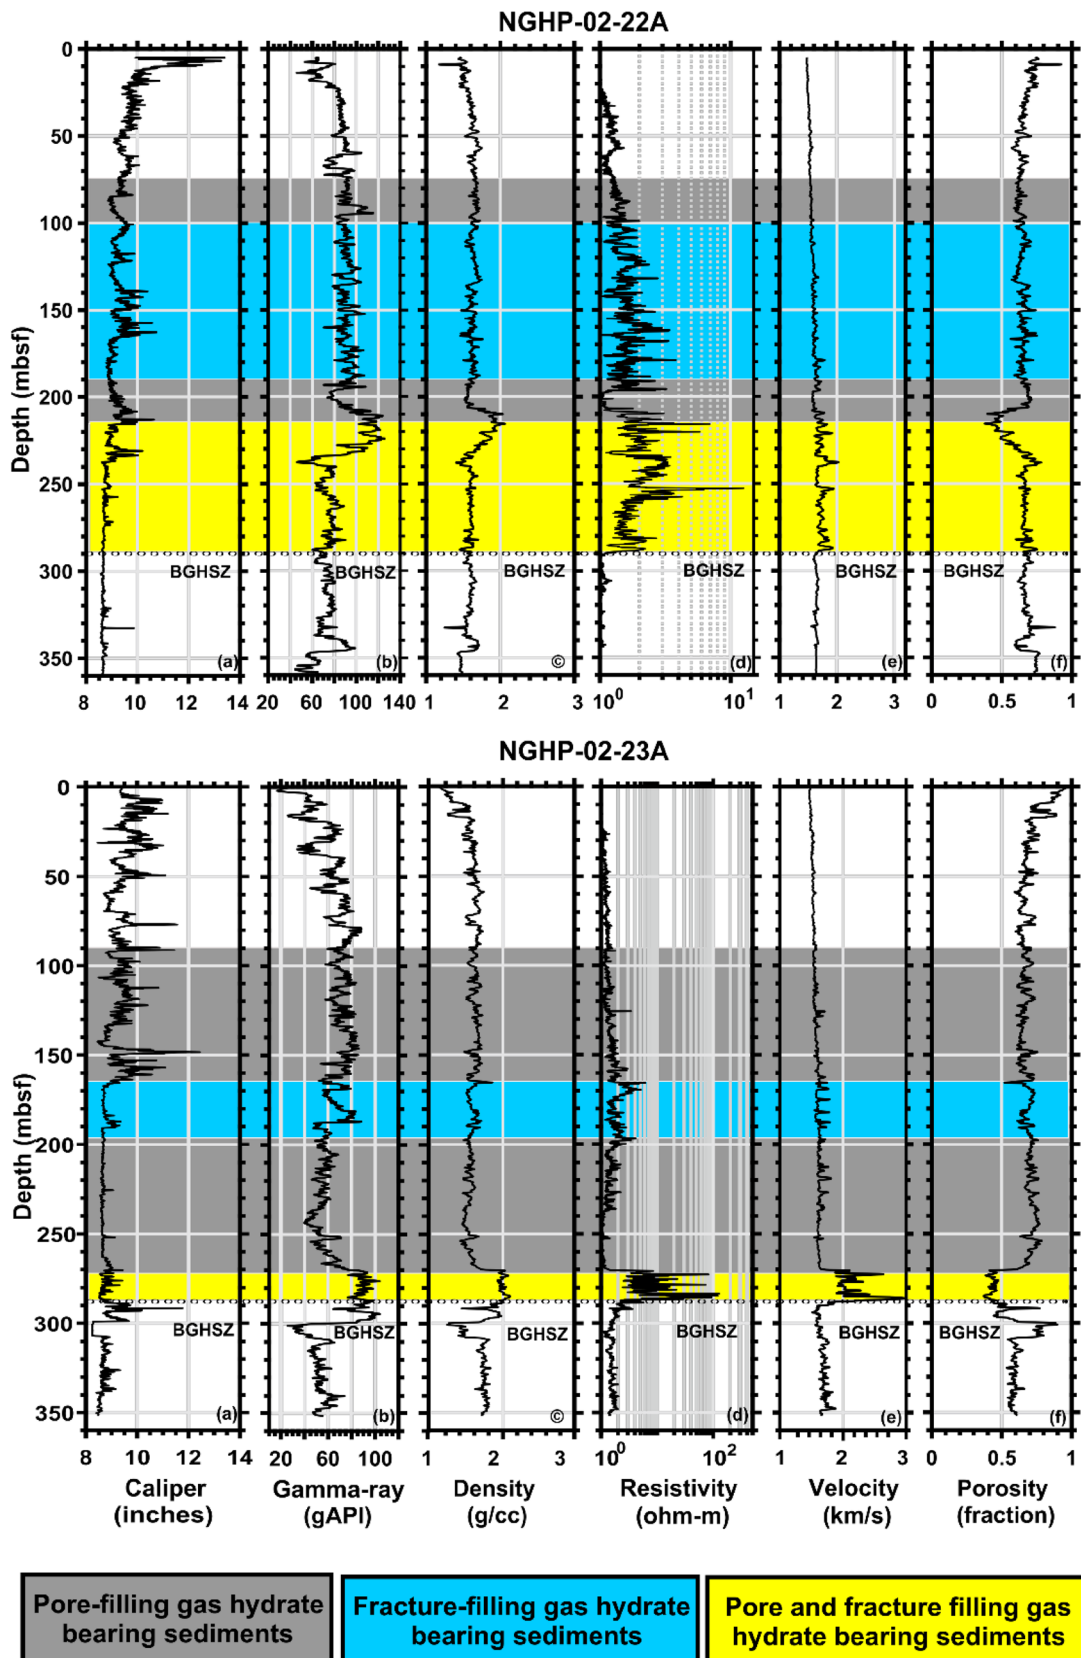 NGHP-02-22A
0
50
100
150
200
250
300
350
Depth (mbsf)
BGHSZ BGHSZ BGHSZ BGHSZ BGHSZ BGHSZ
(a) (b) © (d) (e) (f)
8 10 12 14 20 60 100 140 1 2 3 10⁰ 10¹ 1 2 3 0 0.5 1
NGHP-02-23A
0
50
100
150
200
250
300
350
Depth (mbsf)
BGHSZ BGHSZ BGHSZ BGHSZ BGHSZ BGHSZ
(a) (b) © (d) (e) (f)
8 10 12 14 20 60 100 1 2 3 10⁰ 10² 1 2 3 0 0.5 1
Caliper Gamma-ray Density Resistivity Velocity Porosity
(inches) (gAPI) (g/cc) (ohm-m) (km/s) (fraction)
Pore-filling gas hydrate
bearing sediments
Fracture-filling gas hydrate
bearing sediments
Pore and fracture filling gas
hydrate bearing sediments